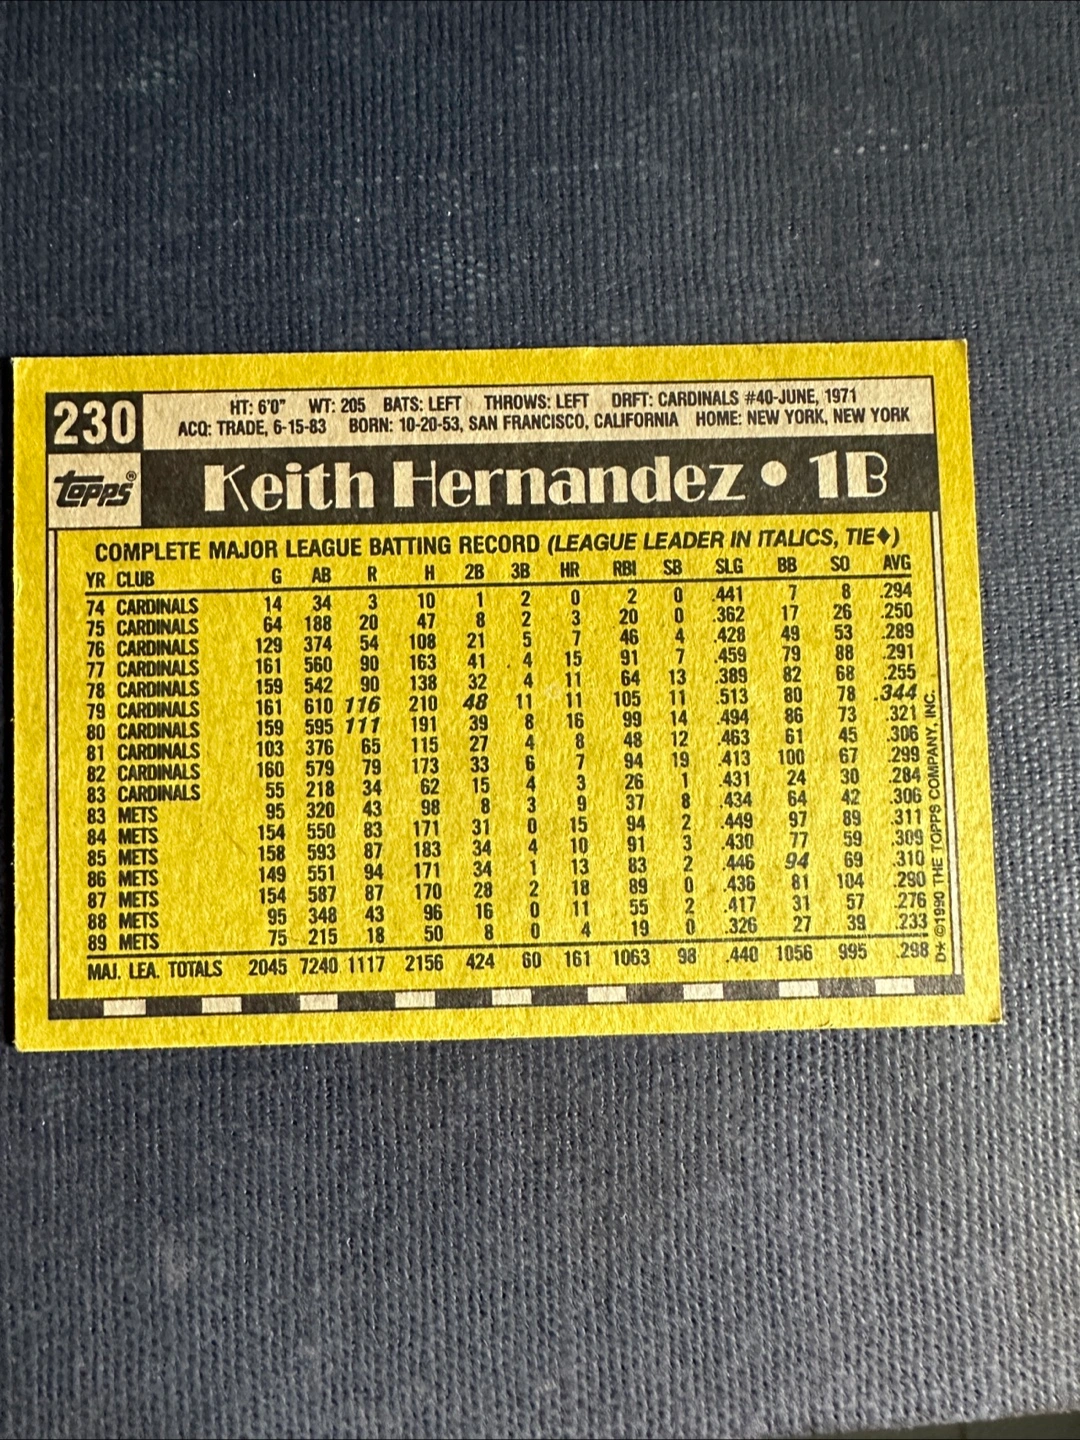 230
HT: 6'0" WT: 205 BATS: LEFT THROWS: LEFT DRFT: CARDINALS #40-JUNE, 1971
ACQ: TRADE, 6-15-83 BORN: 10-20-53, SAN FRANCISCO, CALIFORNIA HOME: NEW YORK, NEW YORK
topps®
Keith Hernandez • 1B
COMPLETE MAJOR LEAGUE BATTING RECORD (LEAGUE LEADER IN ITALICS, TIE♦)
YR CLUB G AB R H 2B 3B HR RBI SB SLG BB SO AVG
74 CARDINALS 14 34 3 10 1 2 0 2 0 .441 7 8 .294
75 CARDINALS 64 188 20 47 8 2 3 20 0 .362 17 26 .250
76 CARDINALS 129 374 54 108 21 5 7 46 4 .428 49 53 .289
77 CARDINALS 161 560 90 163 41 4 15 91 7 .459 79 88 .291
78 CARDINALS 159 542 90 138 32 4 11 64 13 .389 82 68 .255
79 CARDINALS 161 610 116 210 48 11 11 105 11 .513 80 78 .344
80 CARDINALS 159 595 111 191 39 8 16 99 14 .494 86 73 .321
81 CARDINALS 103 376 65 115 27 4 8 48 12 .463 61 45 .306
82 CARDINALS 160 579 79 173 33 6 7 94 19 .413 100 67 .299
83 CARDINALS 55 218 34 62 15 4 3 26 1 .431 24 30 .284
83 METS 95 320 43 98 8 3 9 37 8 .434 64 42 .306
84 METS 154 550 83 171 31 0 15 94 2 .449 97 89 .311
85 METS 158 593 87 183 34 4 10 91 3 .430 77 59 .309
86 METS 149 551 94 171 34 1 13 83 2 .446 94 69 .310
87 METS 154 587 87 170 28 2 18 89 0 .436 81 104 .290
88 METS 95 348 43 96 16 0 11 55 2 .417 31 57 .276
89 METS 75 215 18 50 8 0 4 19 0 .326 27 39 .233
MAJ. LEA. TOTALS 2045 7240 1117 2156 424 60 161 1063 98 .440 1056 995 .298
D* ©1990 THE TOPPS COMPANY, INC.